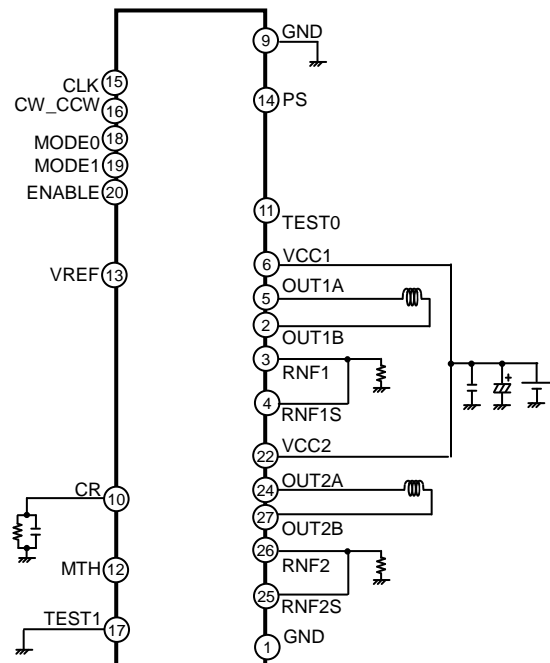 9 GND
15 CLK
14 PS
16 CW_CCW
18 MODE0
19 MODE1
20 ENABLE
11 TEST0
6 VCC1
13 VREF
5 OUT1A
2 OUT1B
3 RNF1
4 RNF1S
+
22 VCC2
24 OUT2A
10 CR
27 OUT2B
26 RNF2
12 MTH
25 RNF2S
17 TEST1
1 GND